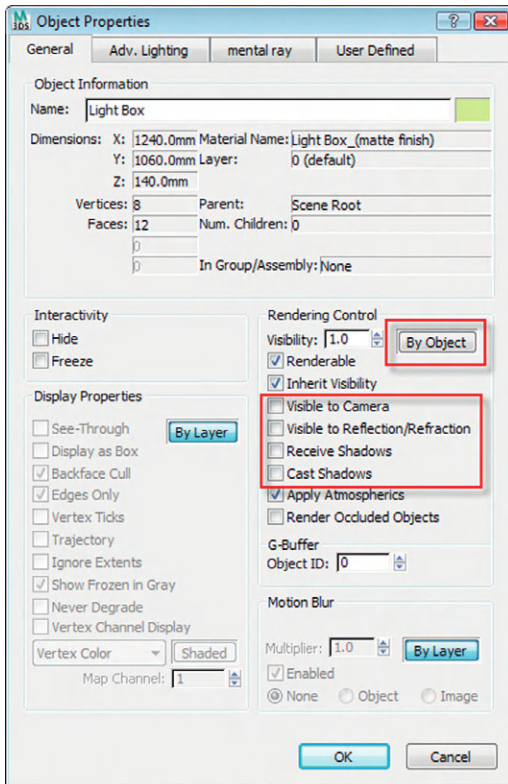 M
3DS
Object Properties
?
General
Adv. Lighting
mental ray
User Defined
Object Information
Name: Light Box
Dimensions: X: 1240.0mm Material Name: Light Box_(matte finish)
Y: 1060.0mm Layer: 0 (default)
Z: 140.0mm
Vertices: 8 Parent: Scene Root
Faces: 12 Num. Children: 0
0
0 In Group/Assembly: None
Interactivity
Hide
Freeze
Display Properties
See-Through
By Layer
Display as Box
Backface Cull
Edges Only
Vertex Ticks
Trajectory
Ignore Extents
Show Frozen in Gray
Never Degrade
Vertex Channel Display
Vertex Color Shaded
Map Channel: 1
Rendering Control
Visibility: 1.0 By Object
Renderable
Inherit Visibility
Visible to Camera
Visible to Reflection/Refraction
Receive Shadows
Cast Shadows
Apply Atmospherics
Render Occluded Objects
G-Buffer
Object ID: 0
Motion Blur
Multiplier: 1.0 By Layer
Enabled
None Object Image
OK Cancel